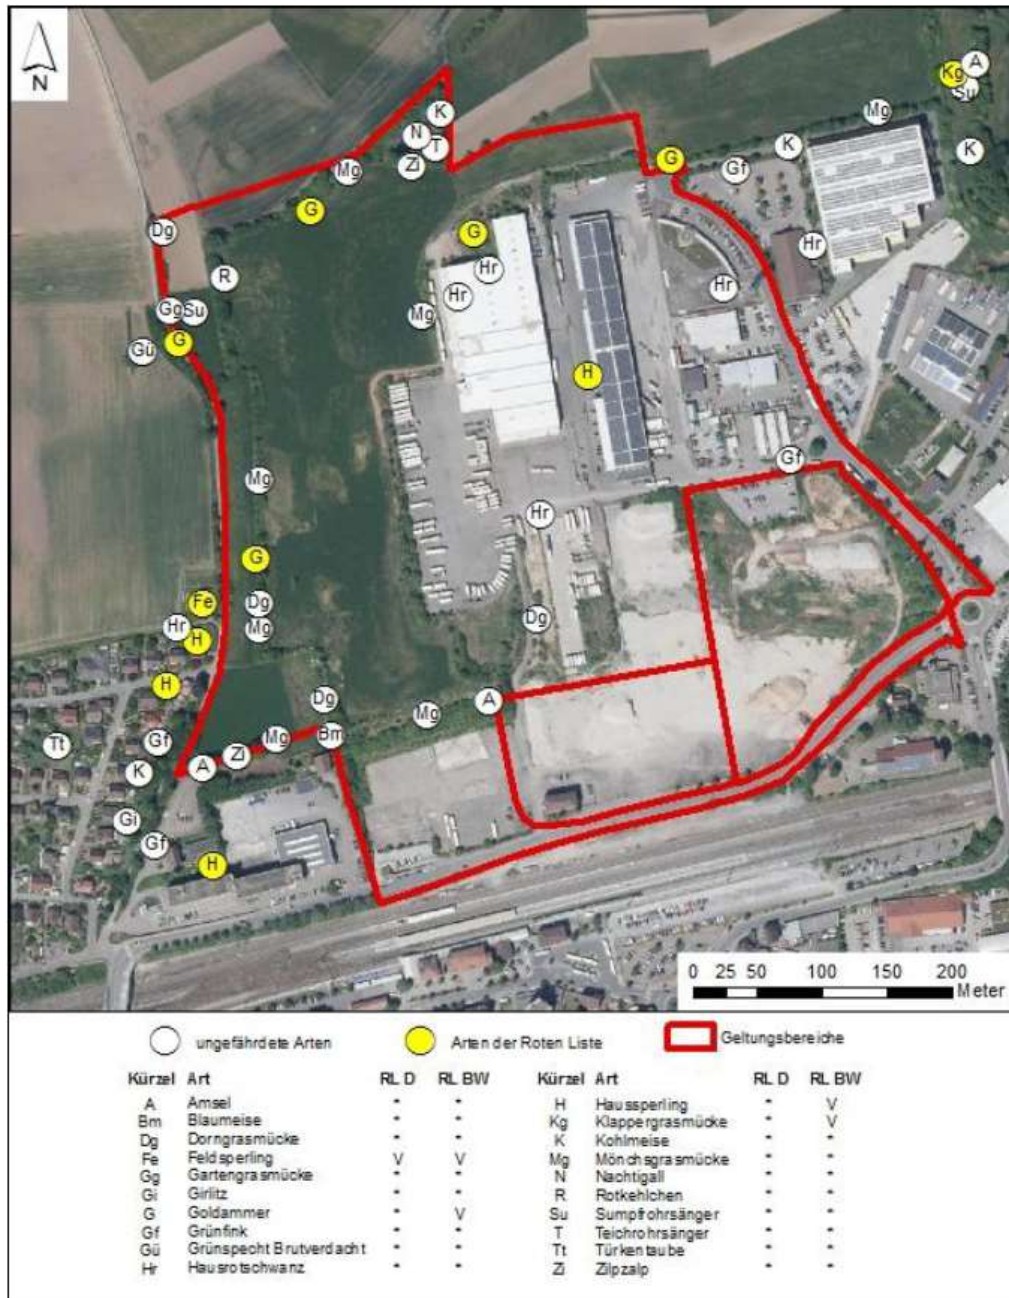 N
A
Kg
Su
K
Mg
K
K
N
T
Zi
Mg
G
Gf
G
G
Dg
Hr
Hr
R
Hr
Hr
Gg
Su
Mg
G
Gü
H
Gf
Mg
Hr
G
Fe
Dg
Hr
Mg
Dg
H
H
Dg
A
Mg
Tt
Gf
Mg
Bm
Zi
A
K
Gi
Gf
H
0 25 50 100 150 200
Meter
ungefährdete Arten
Arten der Roten Liste
Geltungsbereiche
Kürzel Art RL D RL BW Kürzel Art RL D RL BW
A Amsel * * H Haussperling * V
Bm Blaumeise * * Kg Klappergrasmücke * V
Dg Dorngrasmücke * * K Kohlmeise * *
Fe Feldsperling V V Mg Mönchsgrasmücke * *
Gg Gartengrasmücke * * N Nachtigall * *
Gi Girlitz * * R Rotkehlchen * *
G Goldammer * V Su Sumpfrohrsänger * *
Gf Grünfink * * T Teichrohrsänger * *
Gü Grünspecht Brutverdacht * * Tt Türkentaube * *
Hr Hausrotschwanz * * Zi Zilpzalp * *